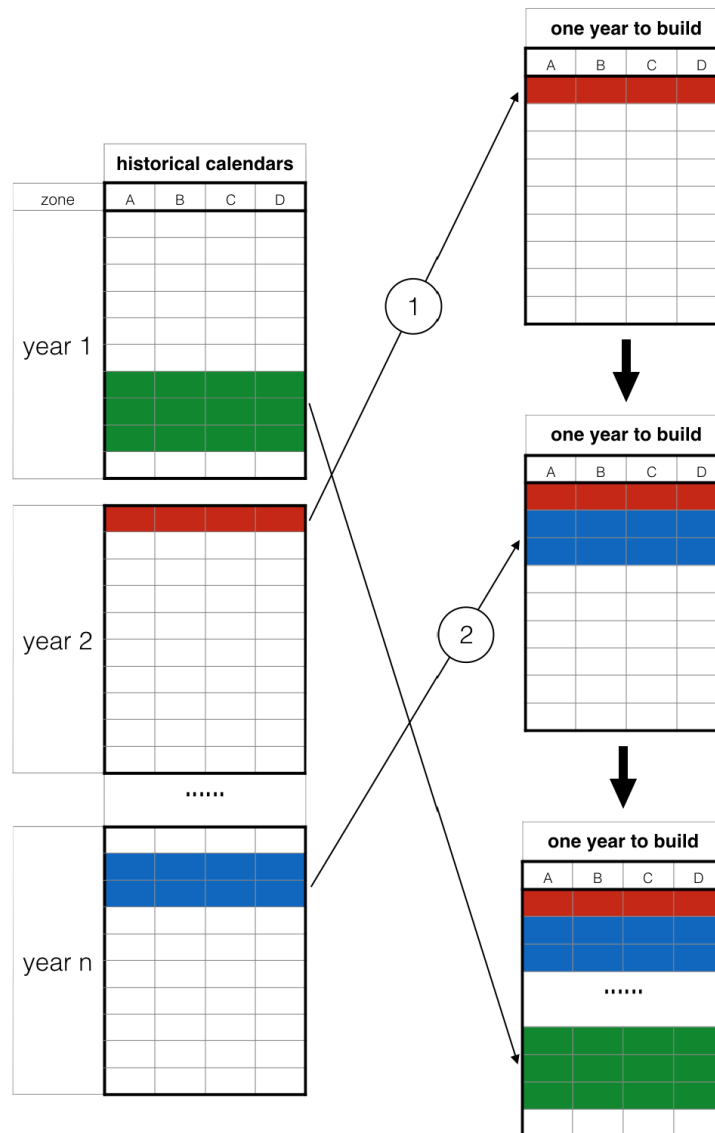 one year to build
A B C D
historical calendars
zone A B C D
year 1
1
one year to build
A B C D
year 2
2
......
one year to build
A B C D
year n
......